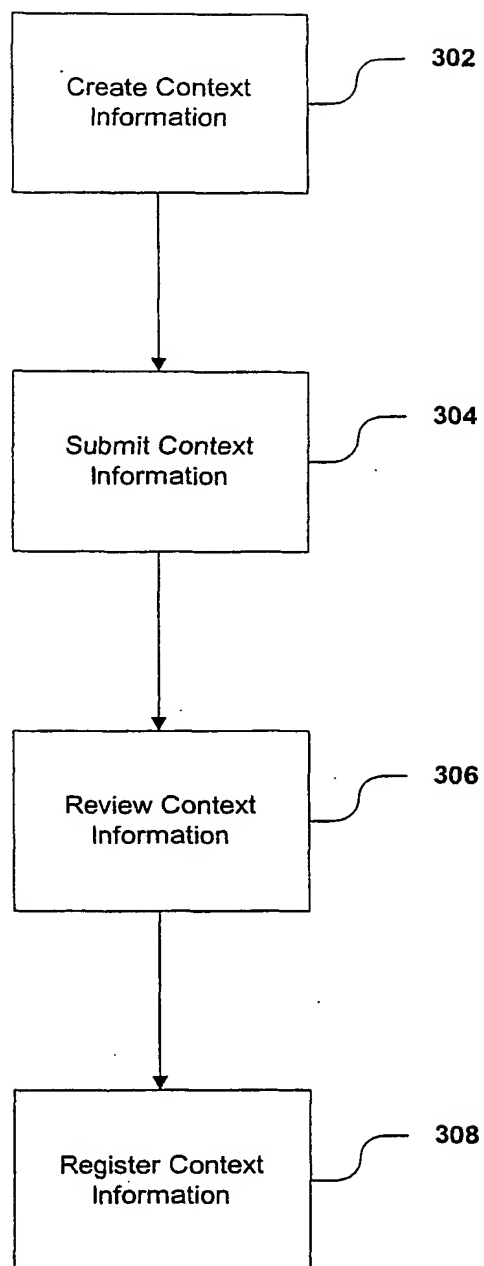 302
Create Context
Information
304
Submit Context
Information
306
Review Context
Information
308
Register Context
Information